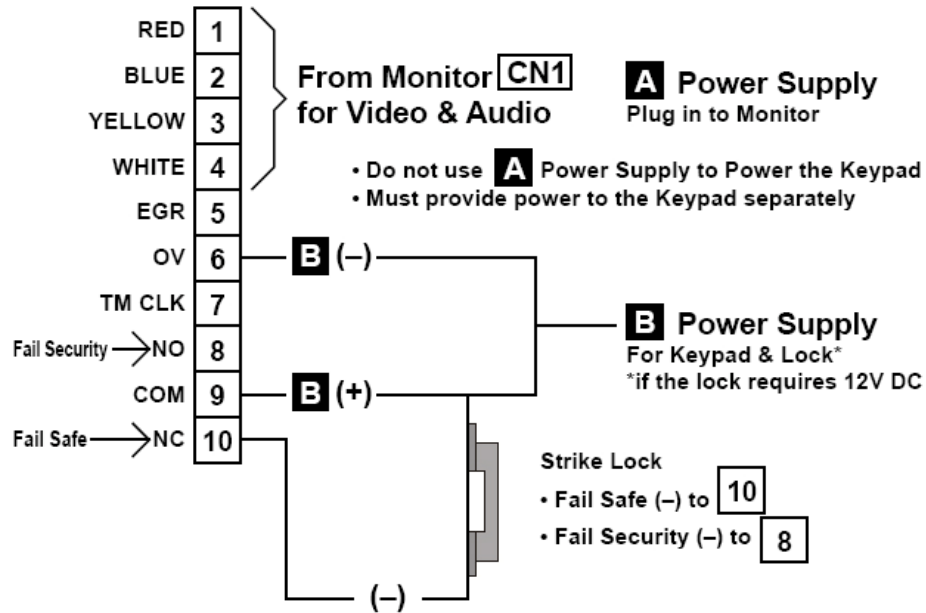 RED 1
BLUE 2
YELLOW 3
WHITE 4
EGR 5
OV 6
TM CLK 7
Fail Security NO 8
COM 9
Fail Safe NC 10
From Monitor CN1
for Video & Audio
A Power Supply
Plug in to Monitor
• Do not use A Power Supply to Power the Keypad
• Must provide power to the Keypad separately
B (–)
B (+)
B Power Supply
For Keypad & Lock*
*if the lock requires 12V DC
Strike Lock
• Fail Safe (–) to 10
• Fail Security (–) to 8
(–)